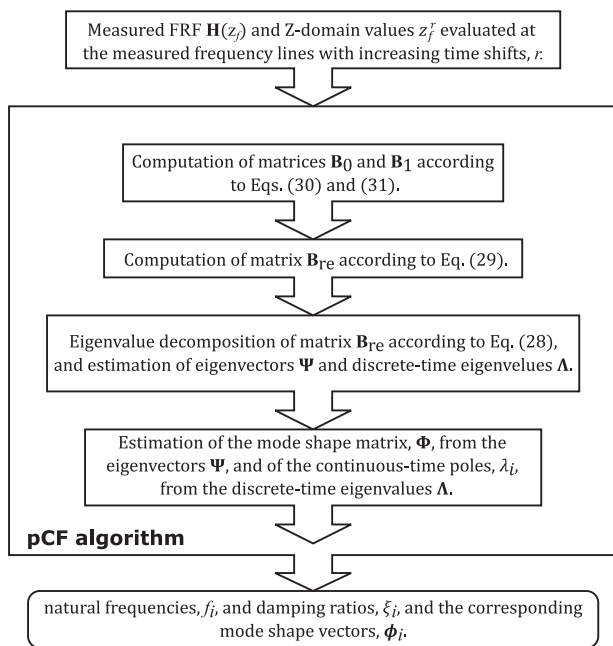 Measured FRF H(z_f) and Z-domain values z_f^r evaluated at
the measured frequency lines with increasing time shifts, r.
Computation of matrices B₀ and B₁ according
to Eqs. (30) and (31).
Computation of matrix B_re according to Eq. (29).
Eigenvalue decomposition of matrix B_re according to Eq. (28),
and estimation of eigenvectors Ψ and discrete-time eigenvelues Λ.
Estimation of the mode shape matrix, Φ, from the
eigenvectors Ψ, and of the continuous-time poles, λ_i,
from the discrete-time eigenvalues Λ.
pCF algorithm
natural frequencies, f_i, and damping ratios, ξ_i, and the corresponding
mode shape vectors, ϕ_i.